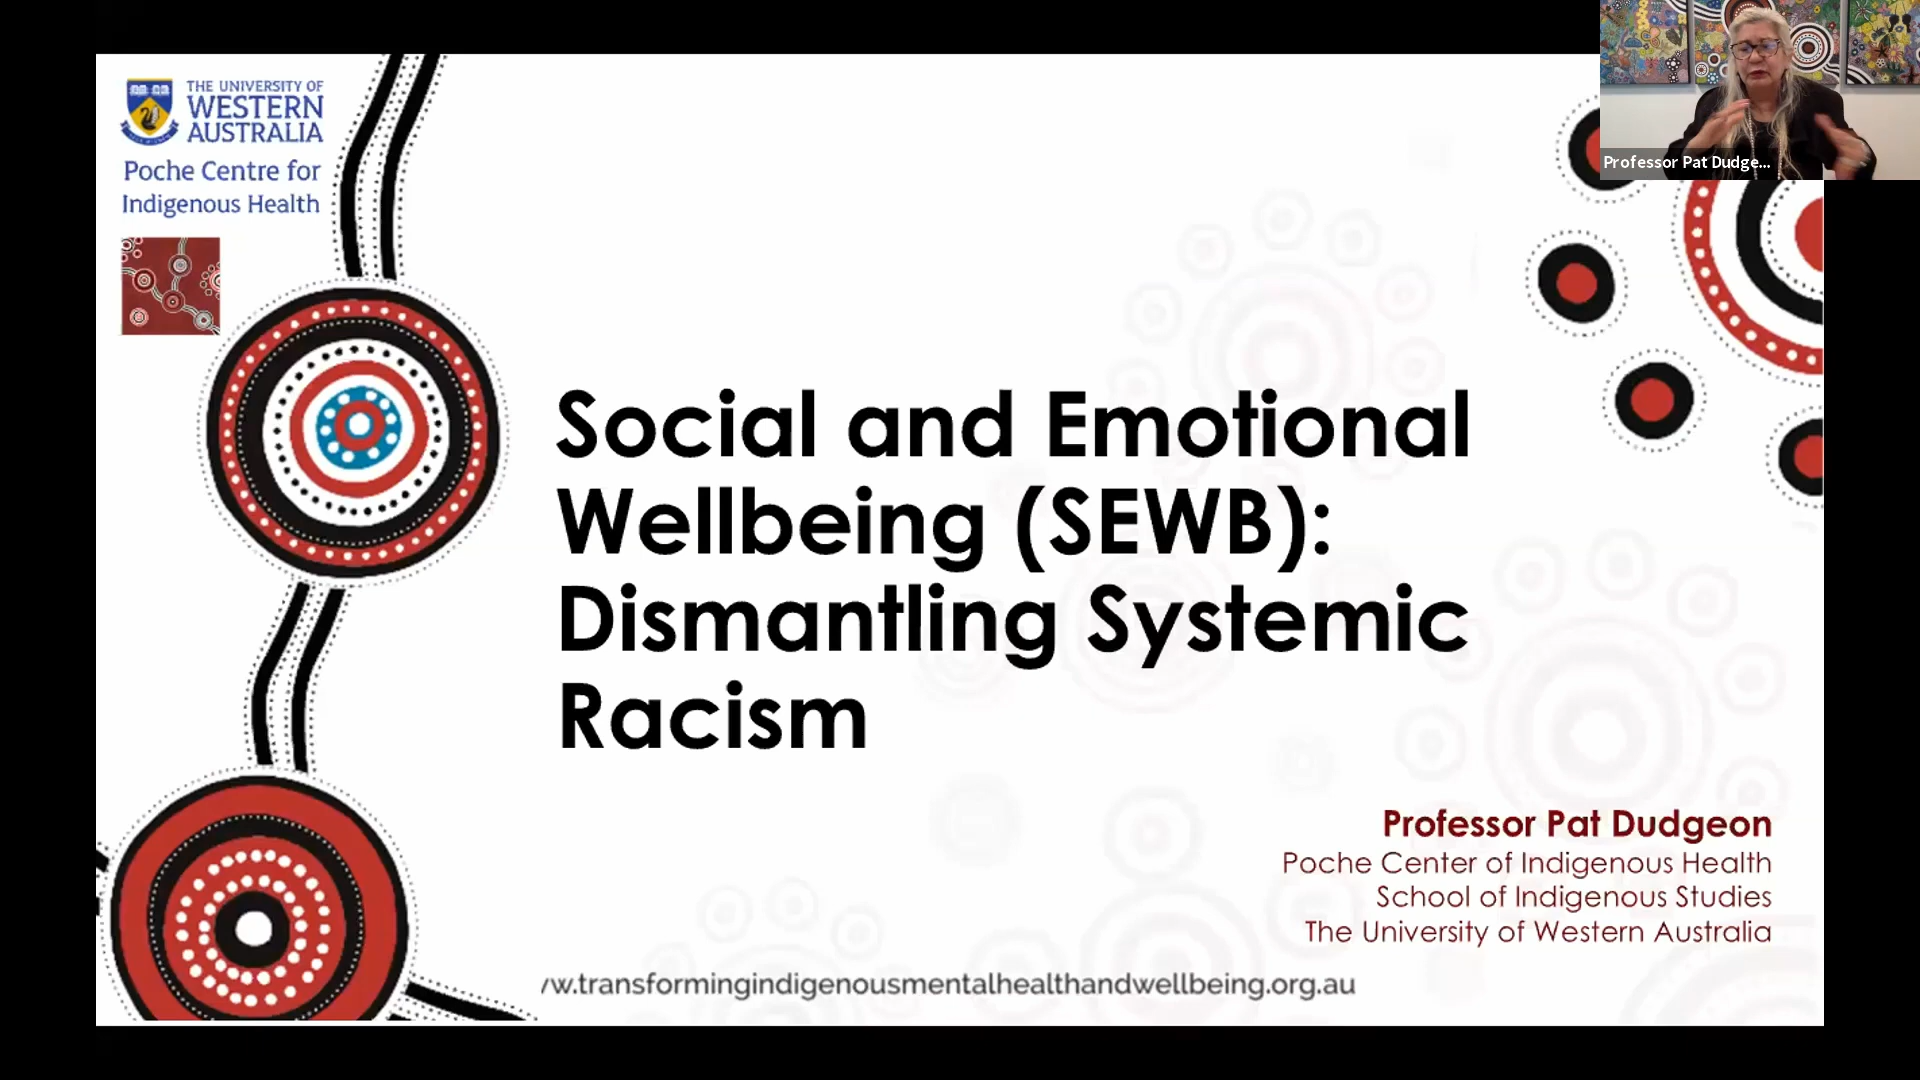 THE UNIVERSITY OF
WESTERN
AUSTRALIA
Poche Centre for
Indigenous Health
Professor Pat Dudge...
Social and Emotional
Wellbeing (SEWB):
Dismantling Systemic
Racism
Professor Pat Dudgeon
Poche Center of Indigenous Health
School of Indigenous Studies
The University of Western Australia
w.transformingindigenousmentalhealthandwellbeing.org.au